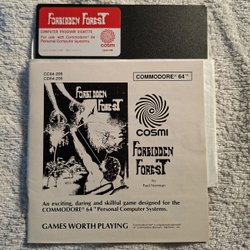 FORBIDDEN FOREST
COMPUTER PROGRAM DISKETTE
For use with Commodore 64
Personal Computer Systems
COSMI
CC64-205
CC64-206
COMMODORE 64™
FORBIDDEN
FOREST
COSMI
FORBIDDEN
FOREST
by
Paul Norman
An exciting, daring and skillful game designed for the
COMMODORE 64™ Personal Computer Systems.
GAMES WORTH PLAYING